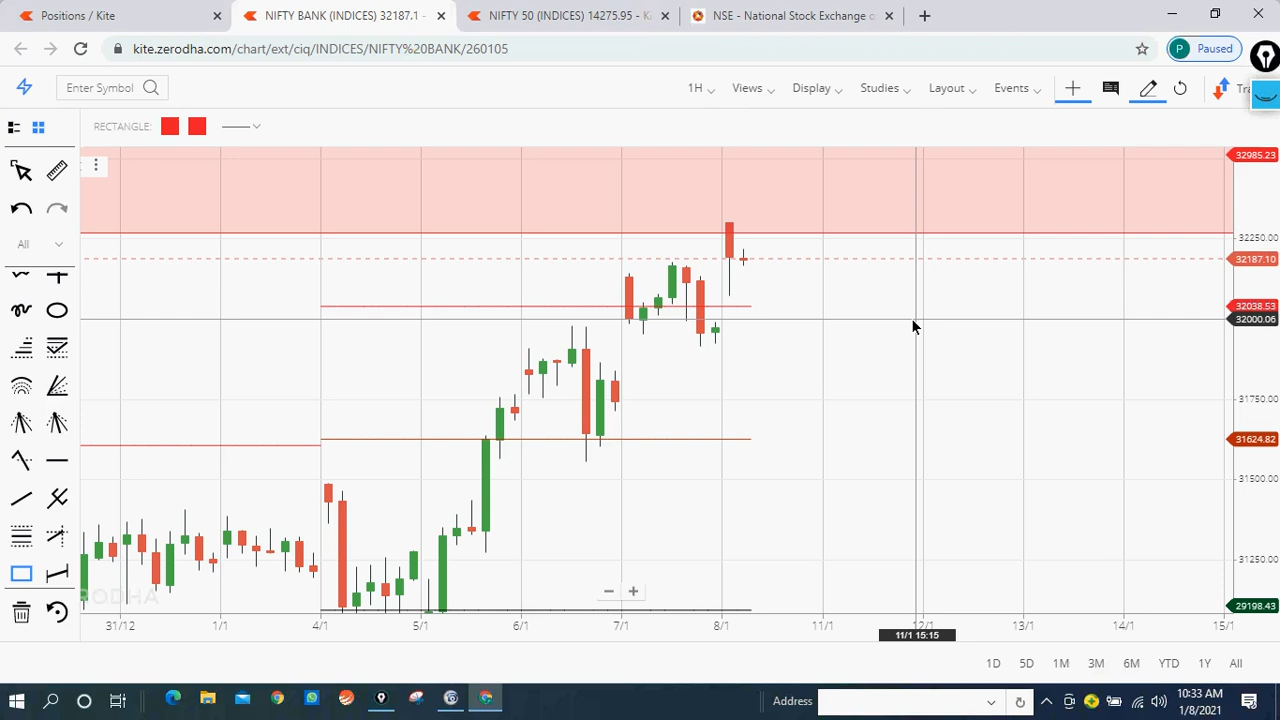 Positions / Kite
NIFTY BANK (INDICES) 32187.1 -
NIFTY 50 (INDICES) 14275.95 - K
NSE - National Stock Exchange o
kite.zerodha.com/chart/ext/ciq/INDICES/NIFTY%20BANK/260105
P Paused
Enter Symbol
1H
Views
Display
Studies
Layout
Events
RECTANGLE:
All
32985.23
32250.00
32187.10
32038.53
32000.06
31750.00
31624.82
31500.00
31250.00
29198.43
31/12
1/1
4/1
5/1
6/1
7/1
8/1
11/1
12/1
13/1
14/1
15/1
11/1 15:15
1D
5D
1M
3M
6M
YTD
1Y
All
Address
10:33 AM
1/8/2021